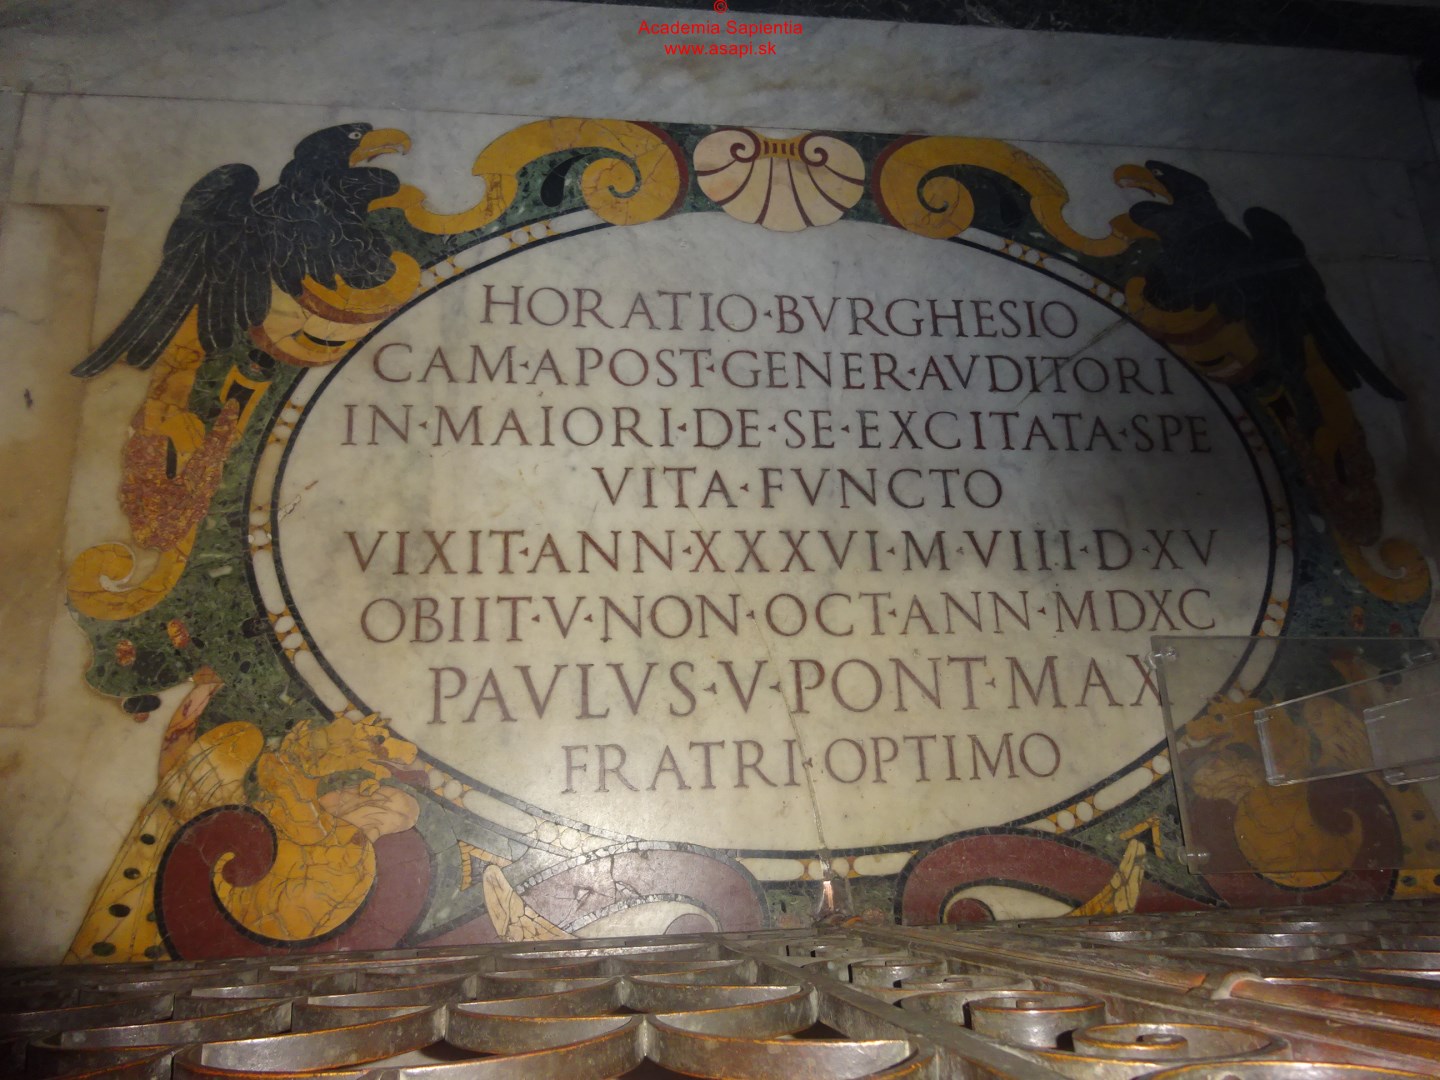 ©
Academia Sapientia
www.asapi.sk
HORATIO·BVRGHESIO
CAM·APOST·GENER·AVDITORI
IN·MAIORI·DE·SE·EXCITATA·SPE
VITA·FVNCTO
VIXIT·ANN·XXXVI·M·VIII·D·XV
OBIIT·V·NON·OCT·ANN·MDXC
PAVLVS·V·PONT·MAX
FRATRI·OPTIMO